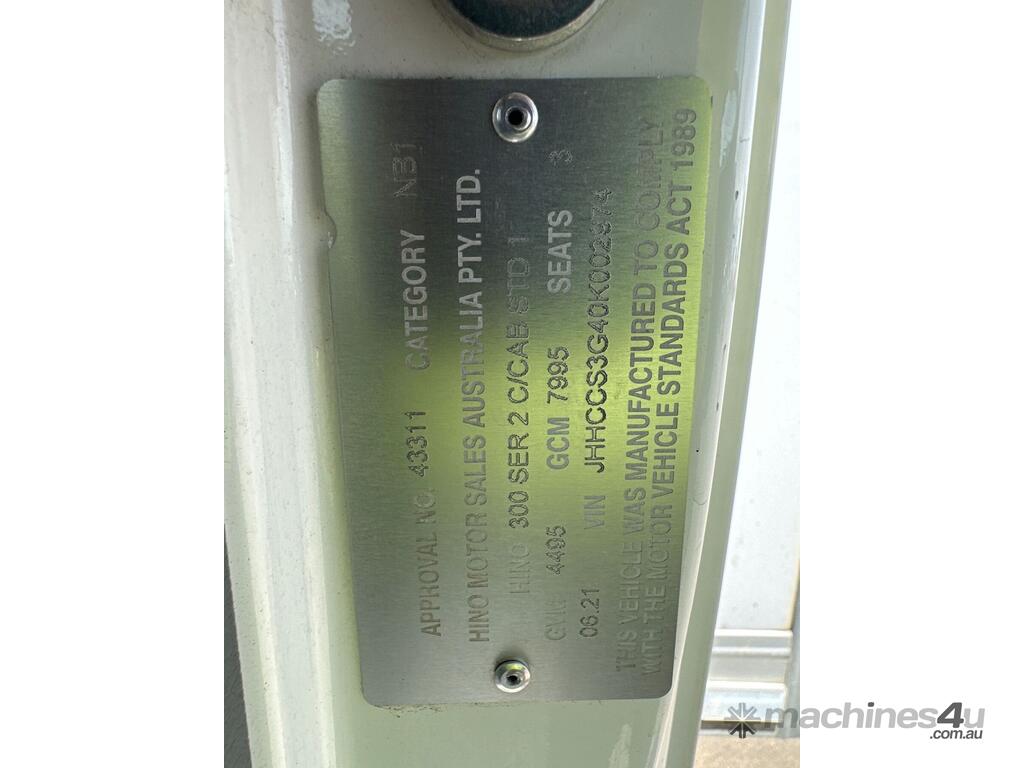 APPROVAL NO. 43311 CATEGORY NB1
HINO MOTOR SALES AUSTRALIA PTY. LTD.
HINO 300 SER 2 C/CAB STD 1
GVM 4495 GCM 7995 SEATS 3
06.21 VIN JHHCCS3G40K002974
THIS VEHICLE WAS MANUFACTURED TO COMPLY
WITH THE MOTOR VEHICLE STANDARDS ACT 1989
machines4u
.com.au